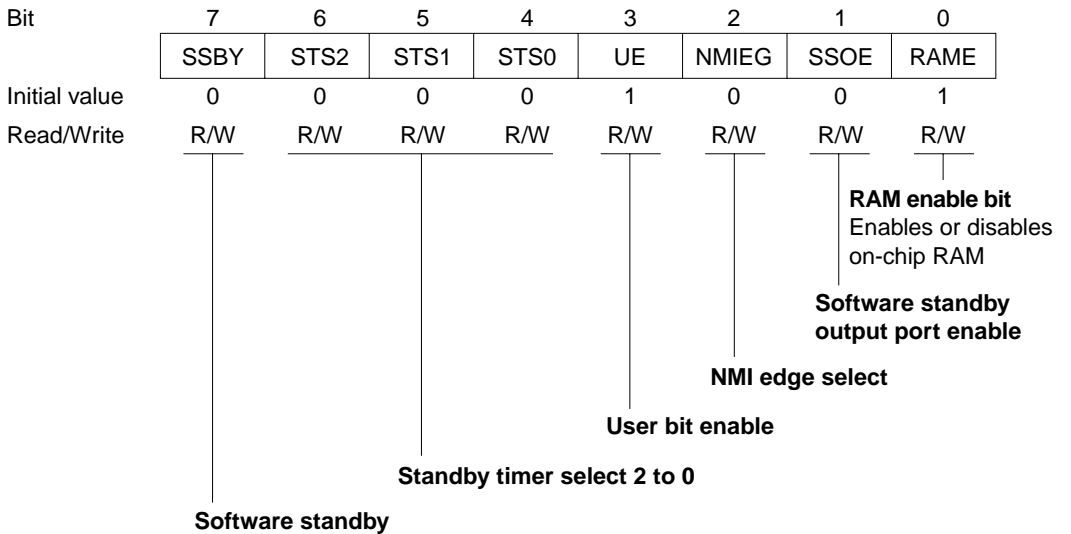 Bit 7 6 5 4 3 2 1 0
SSBY STS2 STS1 STS0 UE NMIEG SSOE RAME
Initial value 0 0 0 0 1 0 0 1
Read/Write R/W R/W R/W R/W R/W R/W R/W R/W
RAM enable bit
Enables or disables
on-chip RAM
Software standby
output port enable
NMI edge select
User bit enable
Standby timer select 2 to 0
Software standby